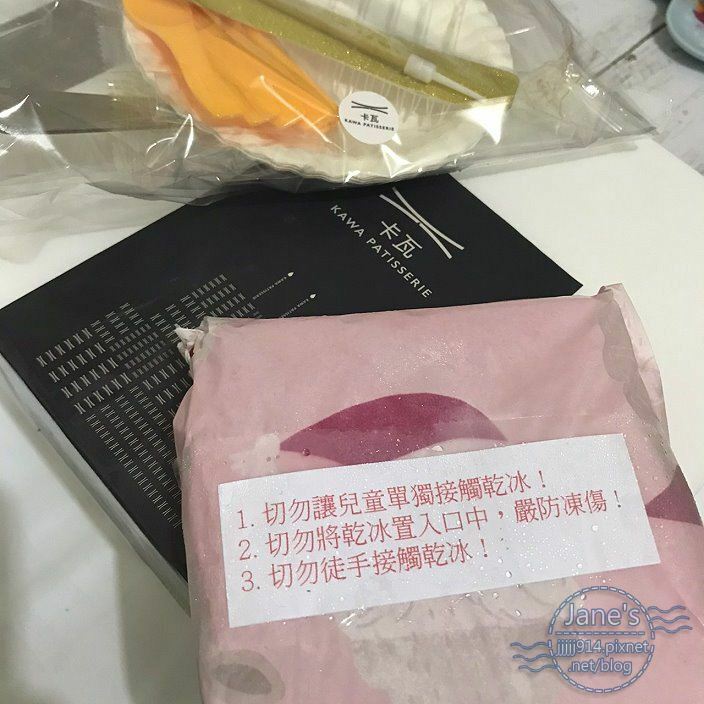 卡瓦
KAWA PATISSERIE
卡瓦
KAWA PATISSERIE
KAWA PATISSERIE
1. 切勿讓兒童單獨接觸乾冰！
2. 切勿將乾冰置入口中，嚴防凍傷！
3. 切勿徒手接觸乾冰！
Jane's
jjjjj914.pixnet
.net/blog